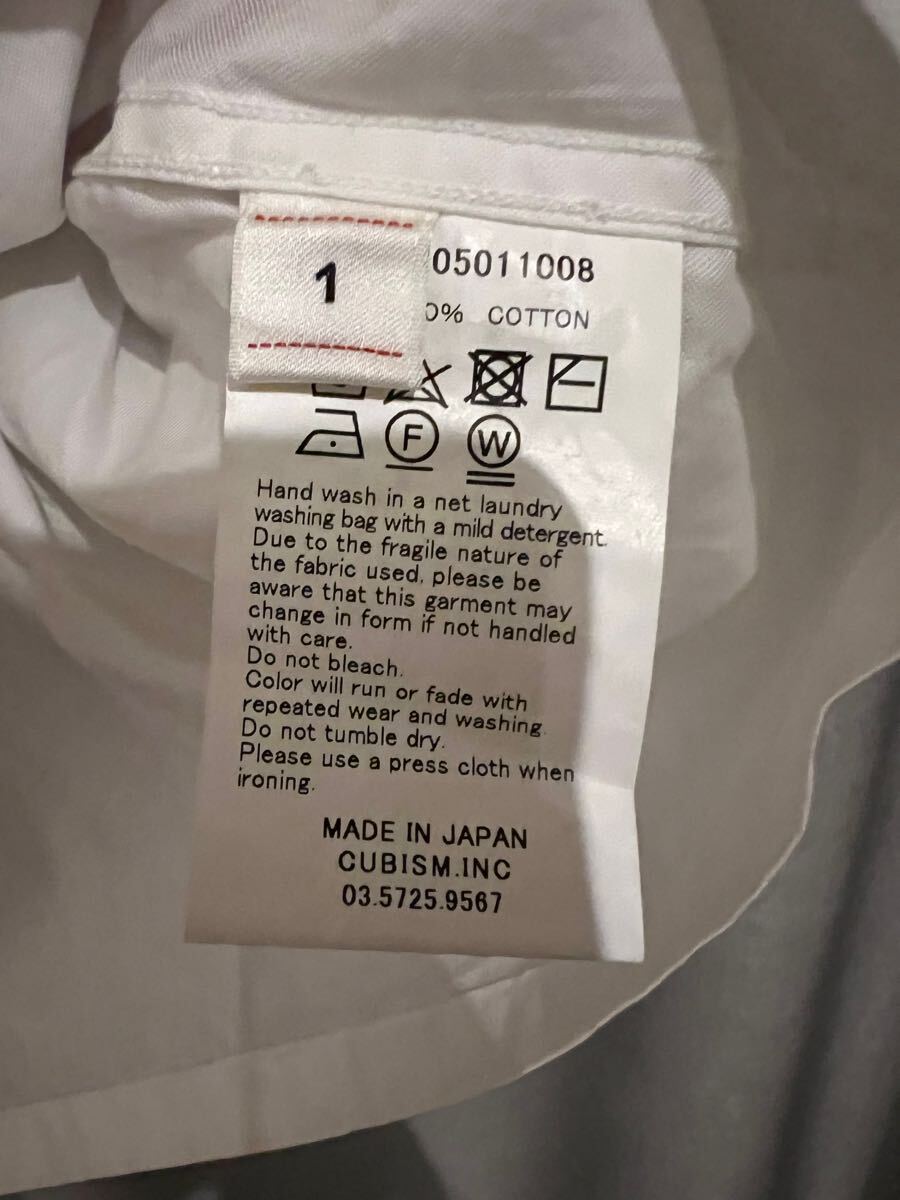 1
05011008
0% COTTON
F W
Hand wash in a net laundry
washing bag with a mild detergent.
Due to the fragile nature of
the fabric used, please be
aware that this garment may
change in form if not handled
with care.
Do not bleach.
Color will run or fade with
repeated wear and washing.
Do not tumble dry.
Please use a press cloth when
ironing.
MADE IN JAPAN
CUBISM.INC
03.5725.9567